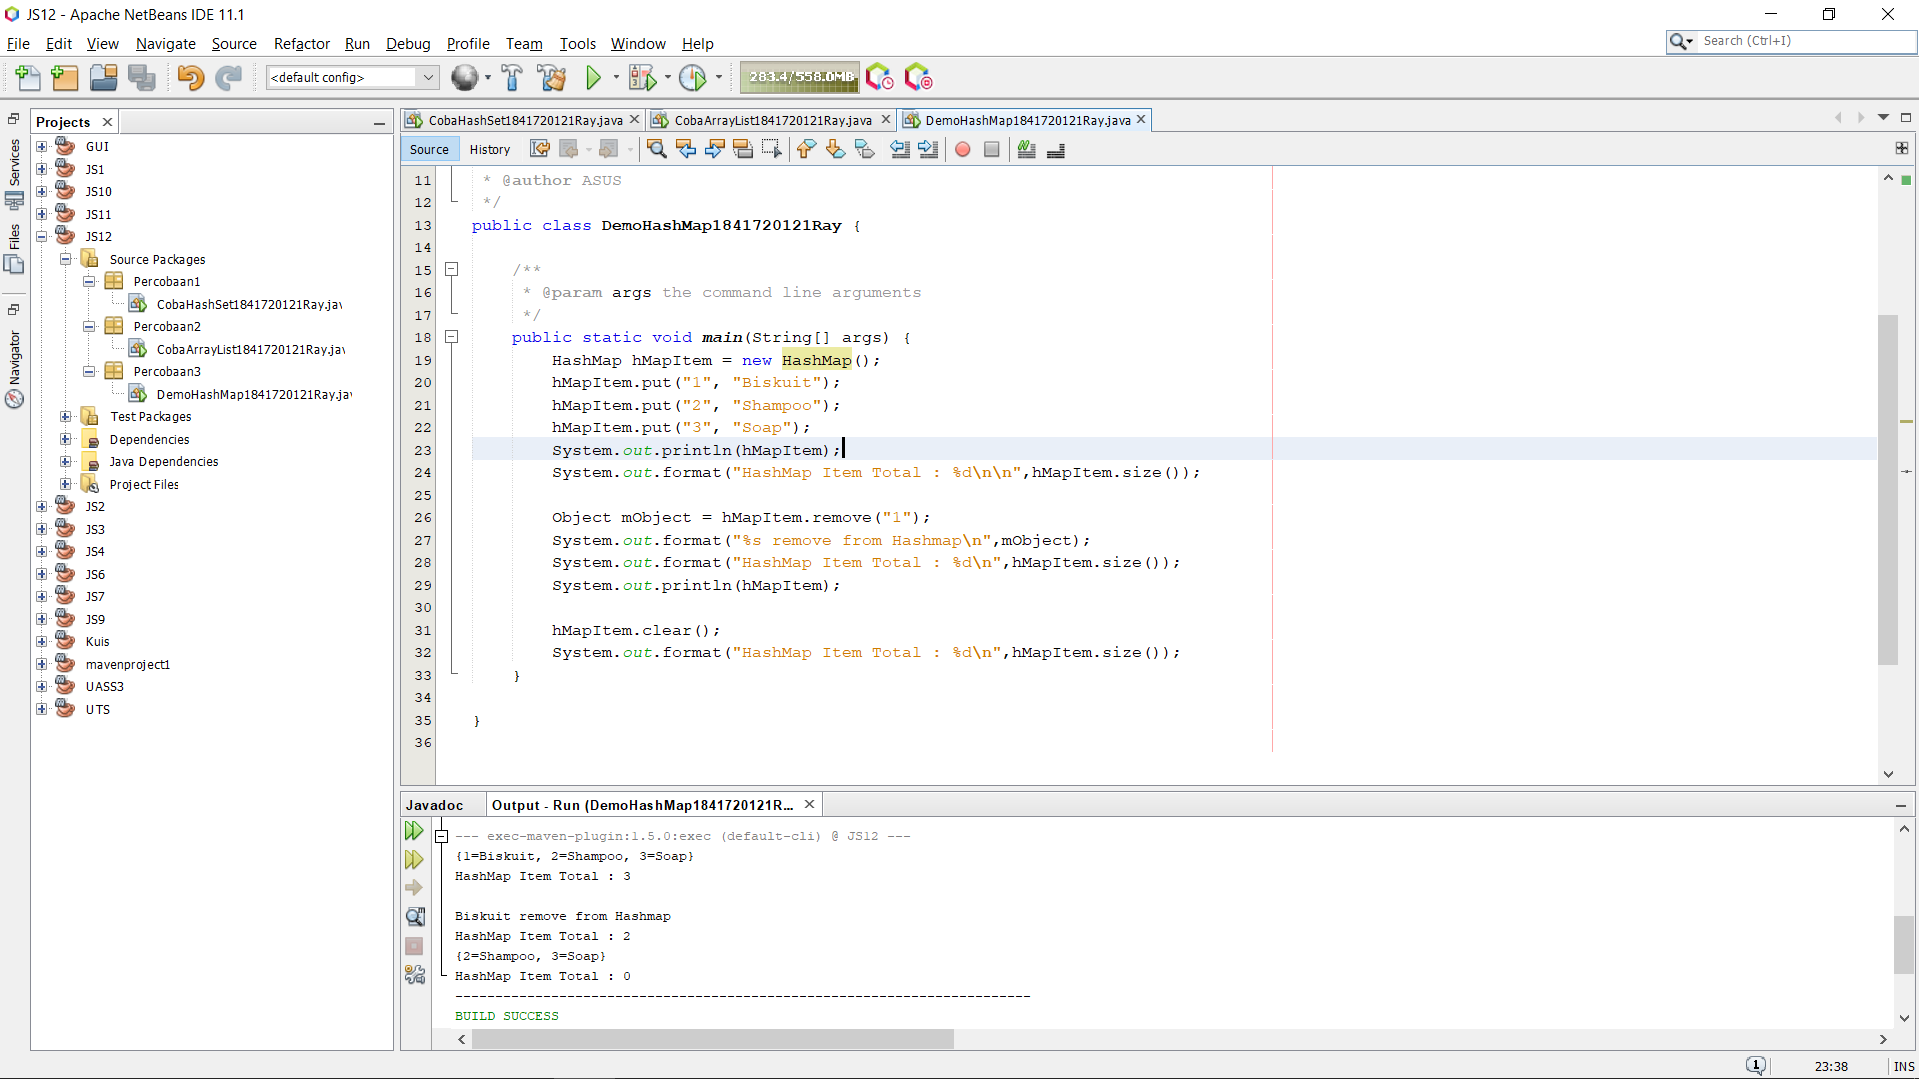 JS12 - Apache NetBeans IDE 11.1
File Edit View Navigate Source Refactor Run Debug Profile Team Tools Window Help
Search (Ctrl+I)
<default config>
283.4/558.0MB
Projects
Services
Files
Navigator
GUI
JS1
JS10
JS11
JS12
Source Packages
Percobaan1
CobaHashSet1841720121Ray.jav
Percobaan2
CobaArrayList1841720121Ray.jav
Percobaan3
DemoHashMap1841720121Ray.jav
Test Packages
Dependencies
Java Dependencies
Project Files
JS2
JS3
JS4
JS6
JS7
JS9
Kuis
mavenproject1
UASS3
UTS
CobaHashSet1841720121Ray.java
CobaArrayList1841720121Ray.java
DemoHashMap1841720121Ray.java
Source History
11 * @author ASUS
12 */
13 public class DemoHashMap1841720121Ray {
14
15 /**
16 * @param args the command line arguments
17 */
18 public static void main(String[] args) {
19 HashMap hMapItem = new HashMap();
20 hMapItem.put("1", "Biskuit");
21 hMapItem.put("2", "Shampoo");
22 hMapItem.put("3", "Soap");
23 System.out.println(hMapItem);
24 System.out.format("HashMap Item Total : %d\n\n",hMapItem.size());
25
26 Object mObject = hMapItem.remove("1");
27 System.out.format("%s remove from Hashmap\n",mObject);
28 System.out.format("HashMap Item Total : %d\n",hMapItem.size());
29 System.out.println(hMapItem);
30
31 hMapItem.clear();
32 System.out.format("HashMap Item Total : %d\n",hMapItem.size());
33 }
34
35 }
36
Javadoc
Output - Run (DemoHashMap1841720121R...
--- exec-maven-plugin:1.5.0:exec (default-cli) @ JS12 ---
{1=Biskuit, 2=Shampoo, 3=Soap}
HashMap Item Total : 3
Biskuit remove from Hashmap
HashMap Item Total : 2
{2=Shampoo, 3=Soap}
HashMap Item Total : 0
------------------------------------------------------------------------
BUILD SUCCESS
1
23:38
INS